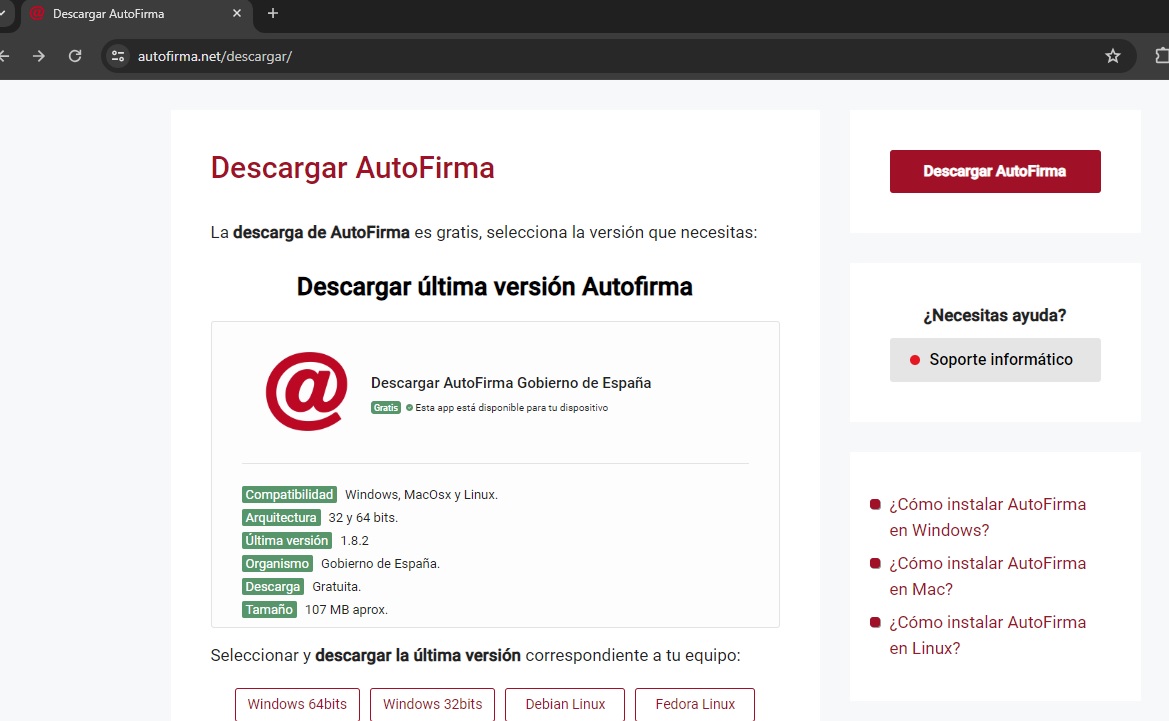 Descargar AutoFirma
autofirma.net/descargar/
Descargar AutoFirma
La descarga de AutoFirma es gratis, selecciona la versión que necesitas:
Descargar última versión Autofirma
@
Descargar AutoFirma Gobierno de España
Gratis Esta app está disponible para tu dispositivo
Compatibilidad Windows, MacOsx y Linux.
Arquitectura 32 y 64 bits.
Última versión 1.8.2
Organismo Gobierno de España.
Descarga Gratuita.
Tamaño 107 MB aprox.
Seleccionar y descargar la última versión correspondiente a tu equipo:
Windows 64bits
Windows 32bits
Debian Linux
Fedora Linux
Descargar AutoFirma
¿Necesitas ayuda?
Soporte informático
¿Cómo instalar AutoFirma
en Windows?
¿Cómo instalar AutoFirma
en Mac?
¿Cómo instalar AutoFirma
en Linux?